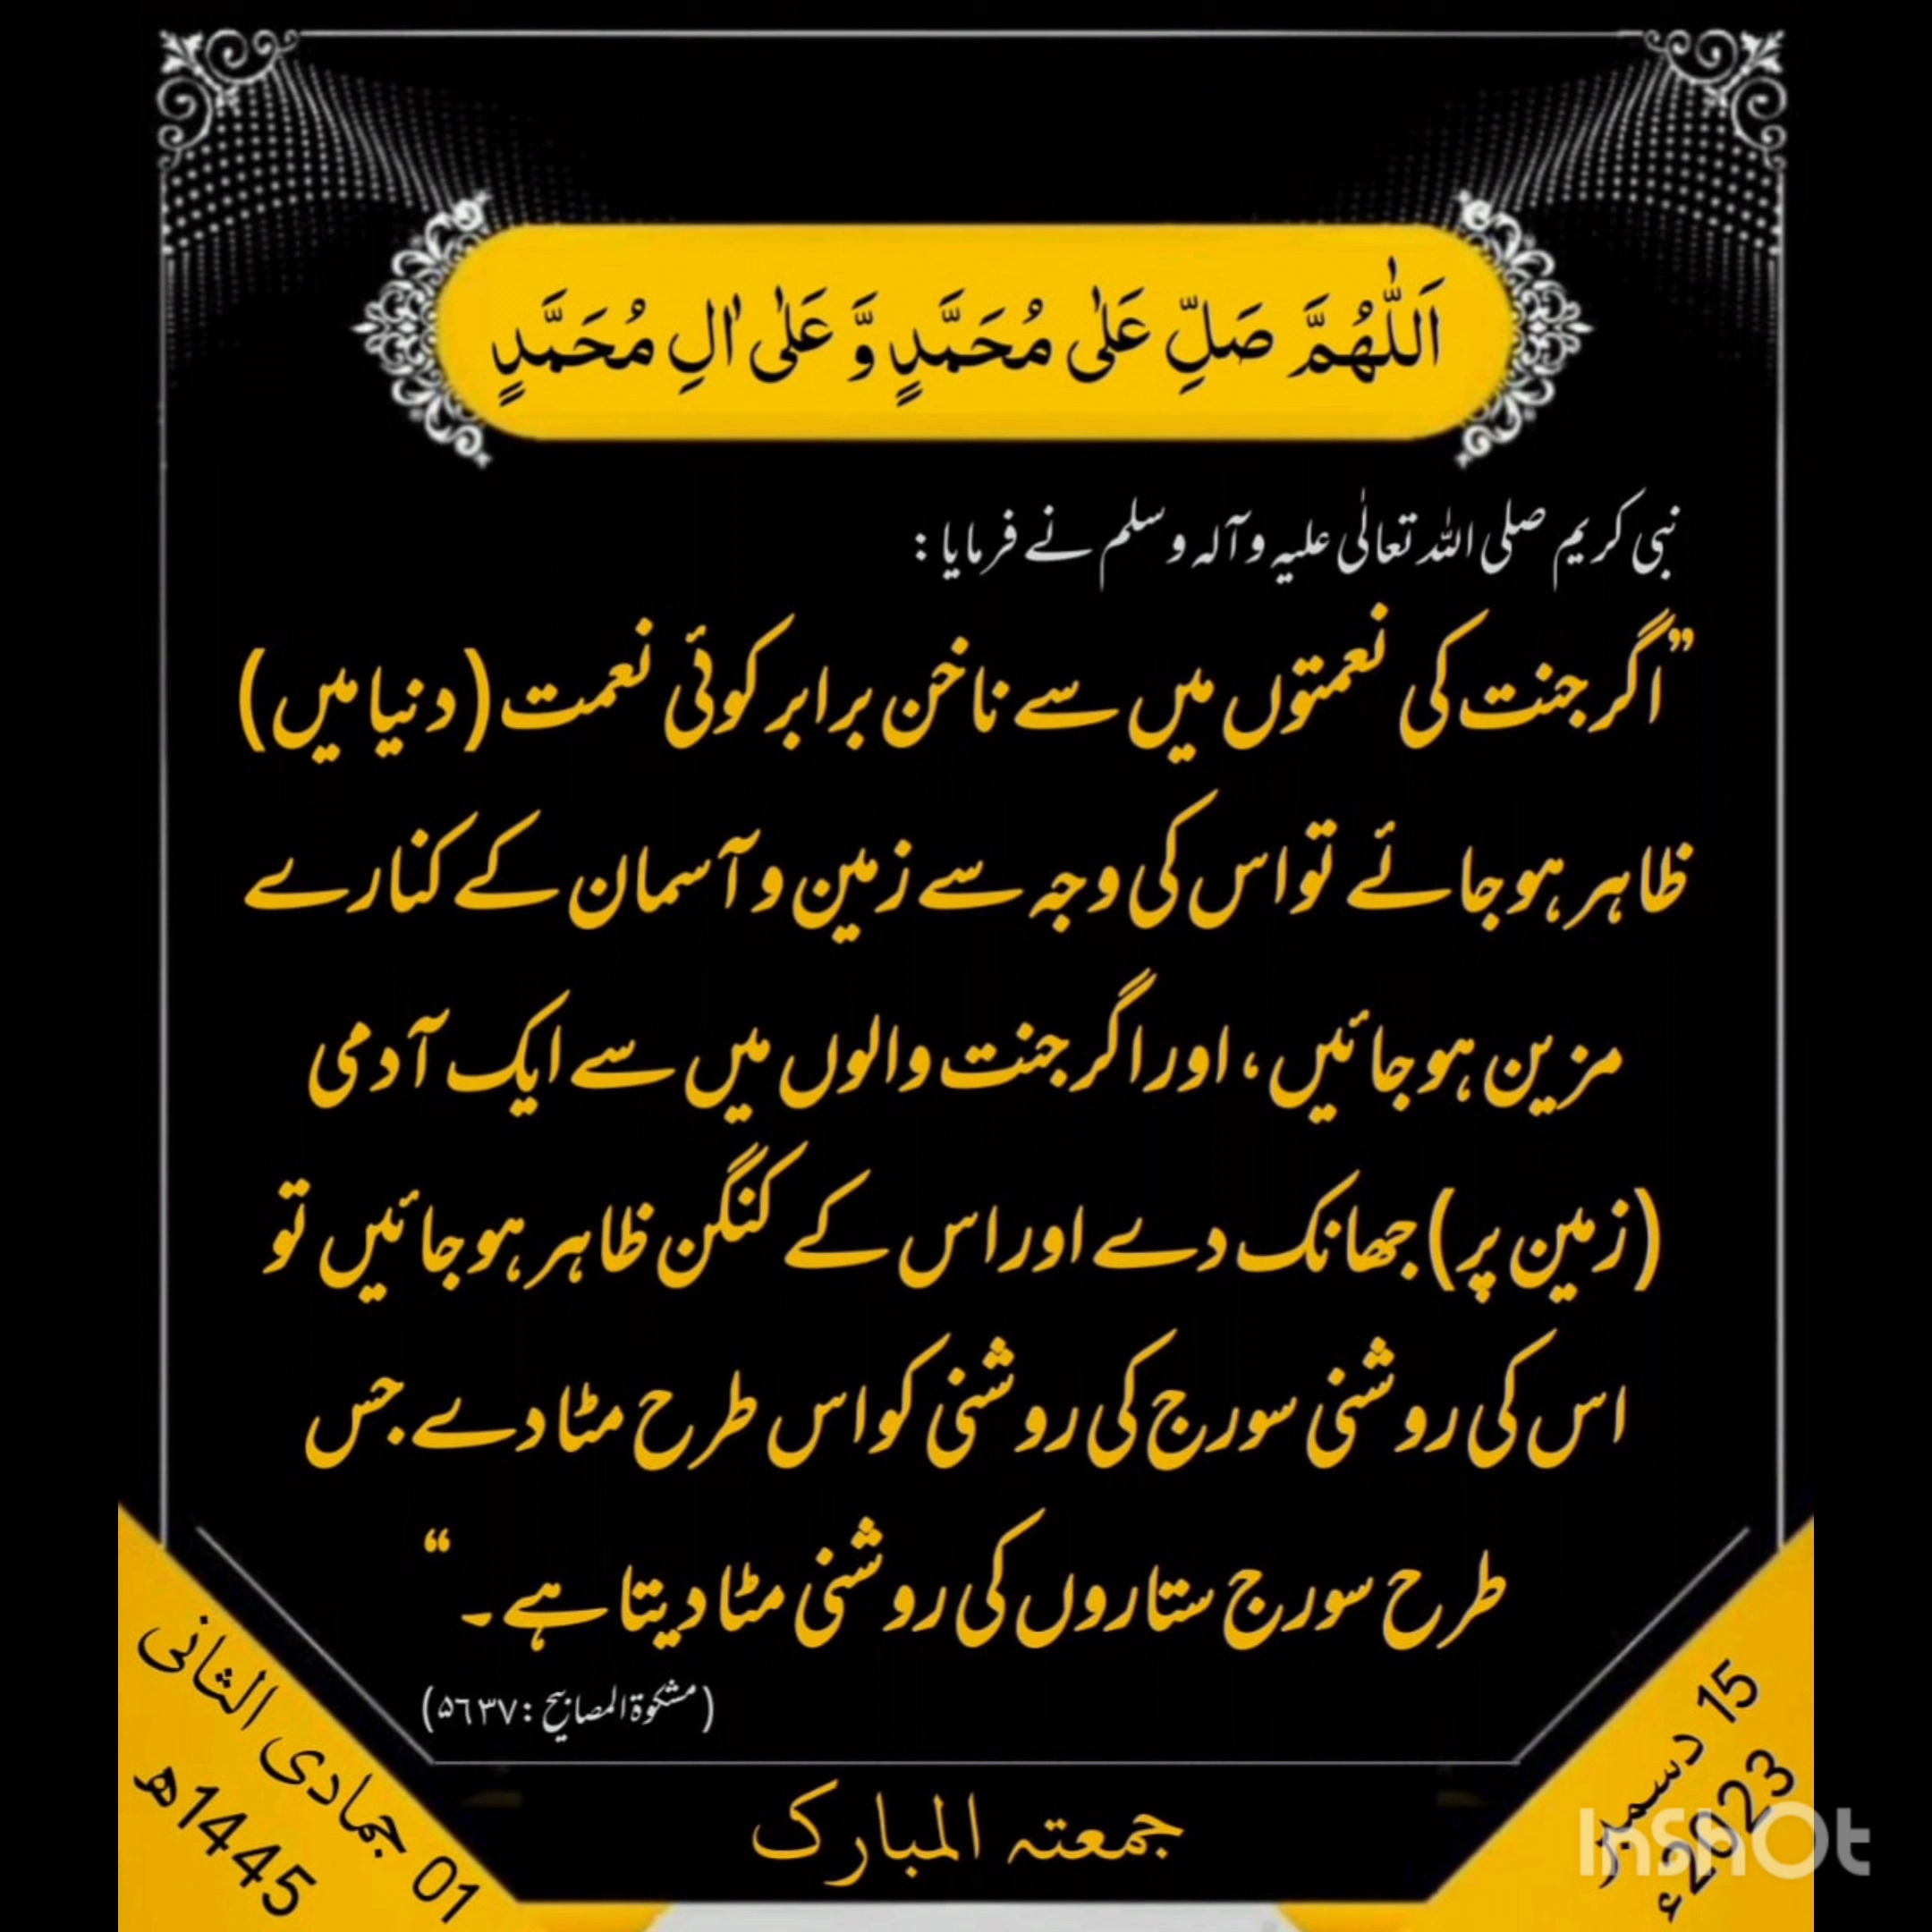 اَللّٰهُمَّ صَلِّ عَلٰى مُحَمَّدٍ وَّ عَلٰى اٰلِ مُحَمَّدٍ
نبی کریم صلی اللہ تعالٰی علیہ و آلہ و سلم نے فرمایا :
”اگر جنت کی نعمتوں میں سے ناخن برابر کوئی نعمت (دنیا میں)
ظاہر ہو جائے تو اس کی وجہ سے زمین و آسمان کے کنارے
مزین ہو جائیں، اور اگر جنت والوں میں سے ایک آدمی
(زمین پر) جھانک دے اور اس کے کنگن ظاہر ہو جائیں تو
اس کی روشنی سورج کی روشنی کو اس طرح مٹا دے جس
طرح سورج ستاروں کی روشنی مٹا دیتا ہے۔“
(مشکوۃ المصابیح : ۵٦۳۷)
15 دسمبر
2023ء
01 جمادی الثانی
1445ھ
جمعتہ المبارک
InShOt